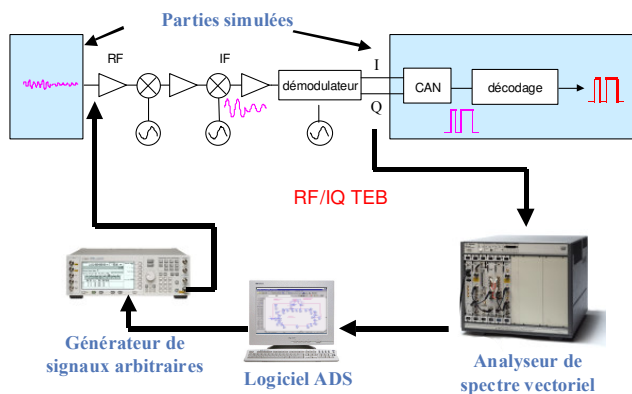 Parties simulées
RF
IF
I
démodulateur
CAN
décodage
Q
RF/IQ TEB
Générateur de
signaux arbitraires
Logiciel ADS
Analyseur de
spectre vectoriel